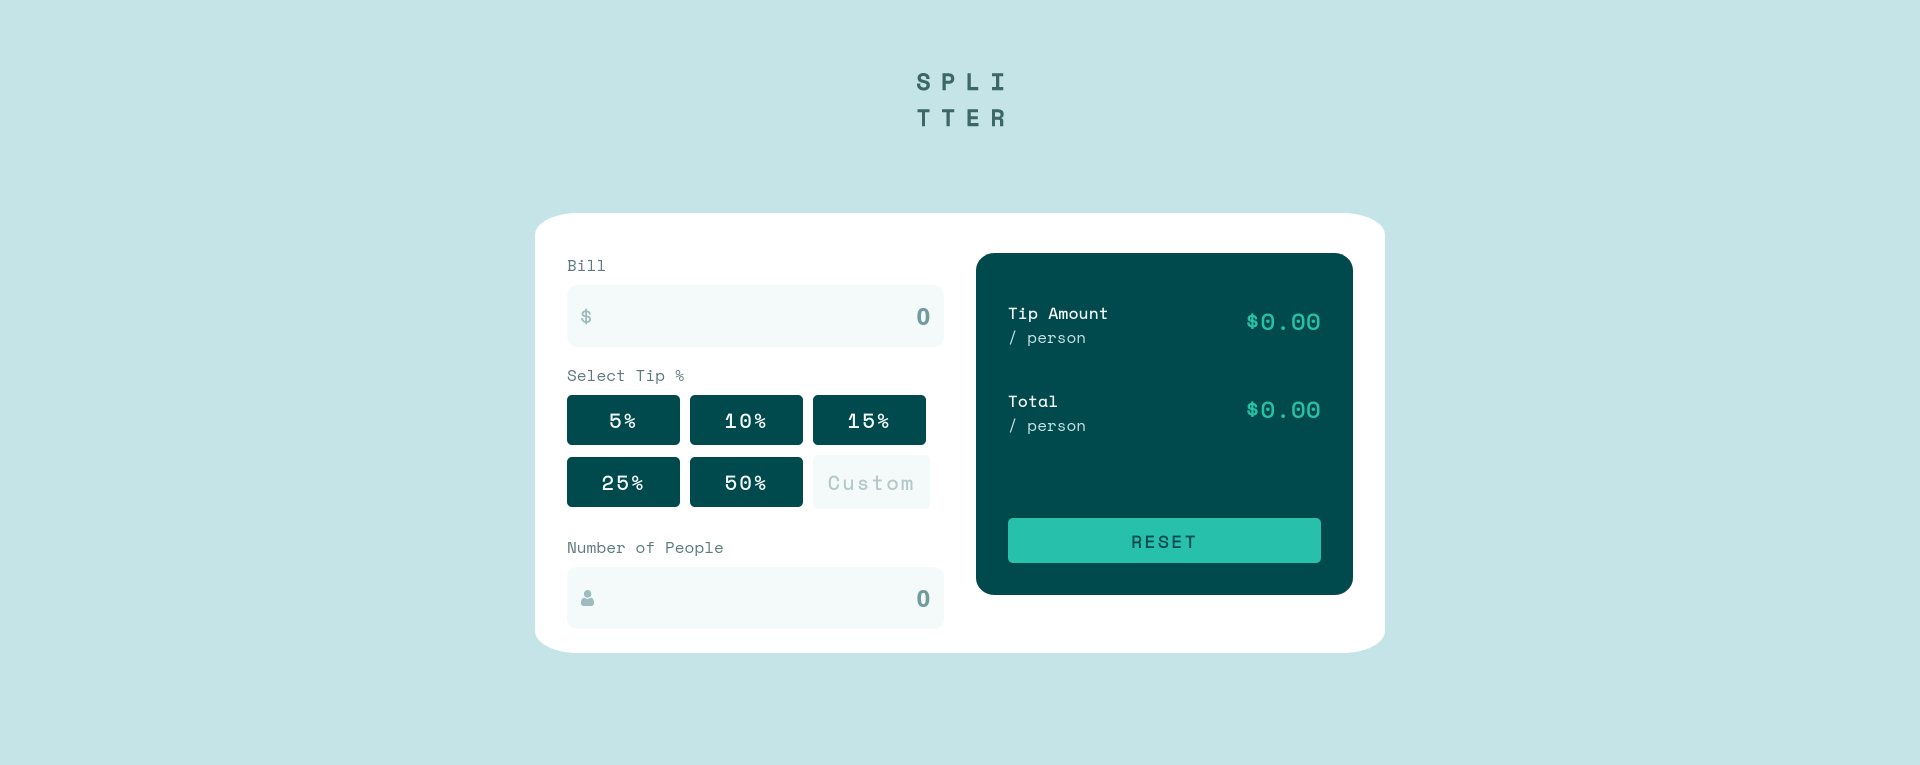 SPLI
TTER
Bill
$ 0
Select Tip %
5% 10% 15%
25% 50% Custom
Number of People
0
Tip Amount
/ person
$0.00
Total
/ person
$0.00
RESET